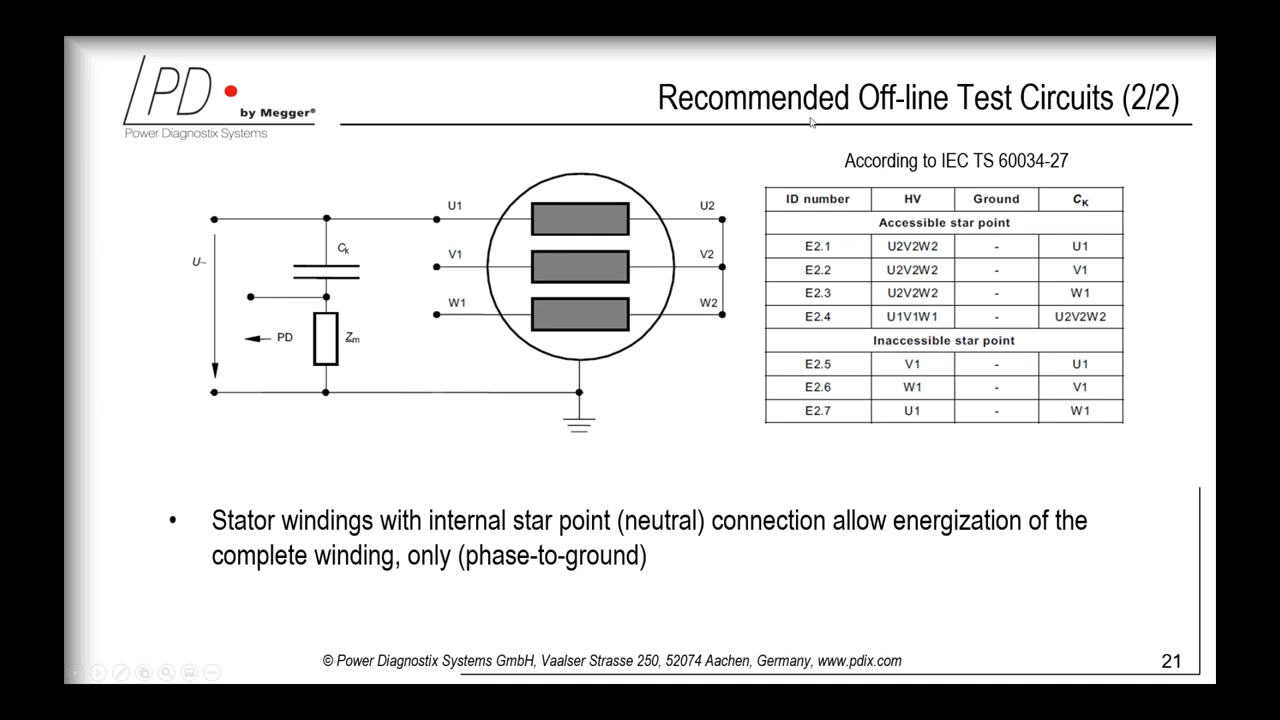 PD
by Megger®
Power Diagnostix Systems
Recommended Off-line Test Circuits (2/2)
According to IEC TS 60034-27
U1
U2
Ck
U~
V1
V2
W1
W2
PD
Zm
ID number HV Ground CK
Accessible star point
E2.1 U2V2W2 - U1
E2.2 U2V2W2 - V1
E2.3 U2V2W2 - W1
E2.4 U1V1W1 - U2V2W2
Inaccessible star point
E2.5 V1 - U1
E2.6 W1 - V1
E2.7 U1 - W1
• Stator windings with internal star point (neutral) connection allow energization of the
complete winding, only (phase-to-ground)
© Power Diagnostix Systems GmbH, Vaalser Strasse 250, 52074 Aachen, Germany, www.pdix.com
21